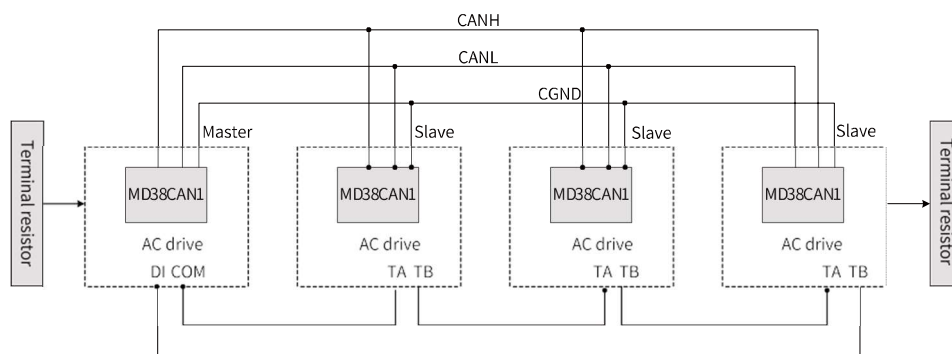 CANH
CANL
CGND
Master
Slave
Slave
Slave
Terminal resistor
MD38CAN1
MD38CAN1
MD38CAN1
MD38CAN1
Terminal resistor
AC drive
AC drive
AC drive
AC drive
DI COM
TA TB
TA TB
TA TB